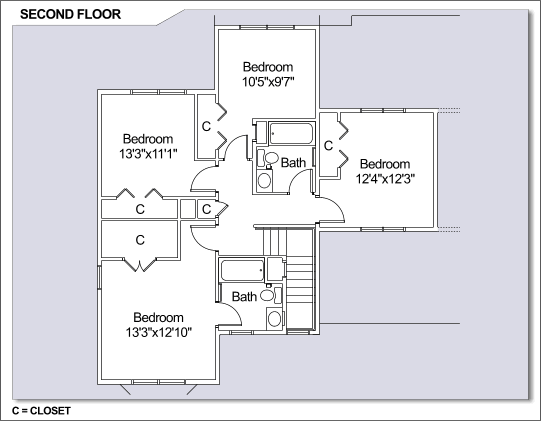 SECOND FLOOR
Bedroom
10'5"x9'7"
C
Bedroom
13'3"x11'1"
Bath
C
Bedroom
12'4"x12'3"
C
C
C
Bath
Bedroom
13'3"x12'10"
C = CLOSET